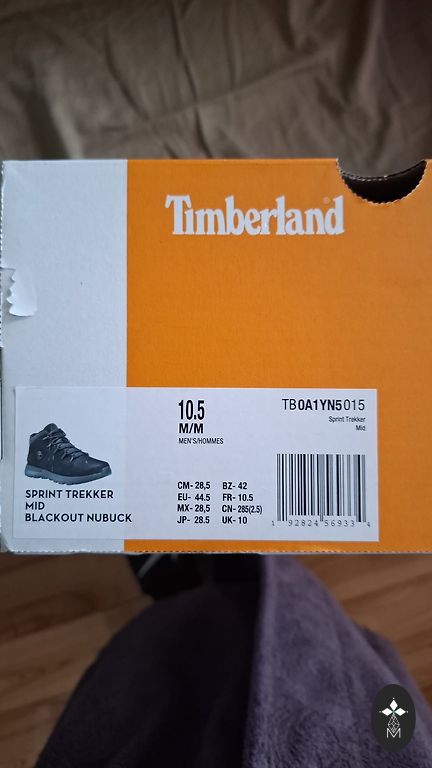 Timberland®
10.5
M/M
MEN'S/HOMMES
TB0A1YN5015
Sprint Trekker
Mid
SPRINT TREKKER
MID
BLACKOUT NUBUCK
CM- 28,5 BZ- 42
EU- 44.5 FR- 10.5
MX- 28,5 CN- 285(2.5)
JP- 28.5 UK- 10
1 92824 56933 4
M